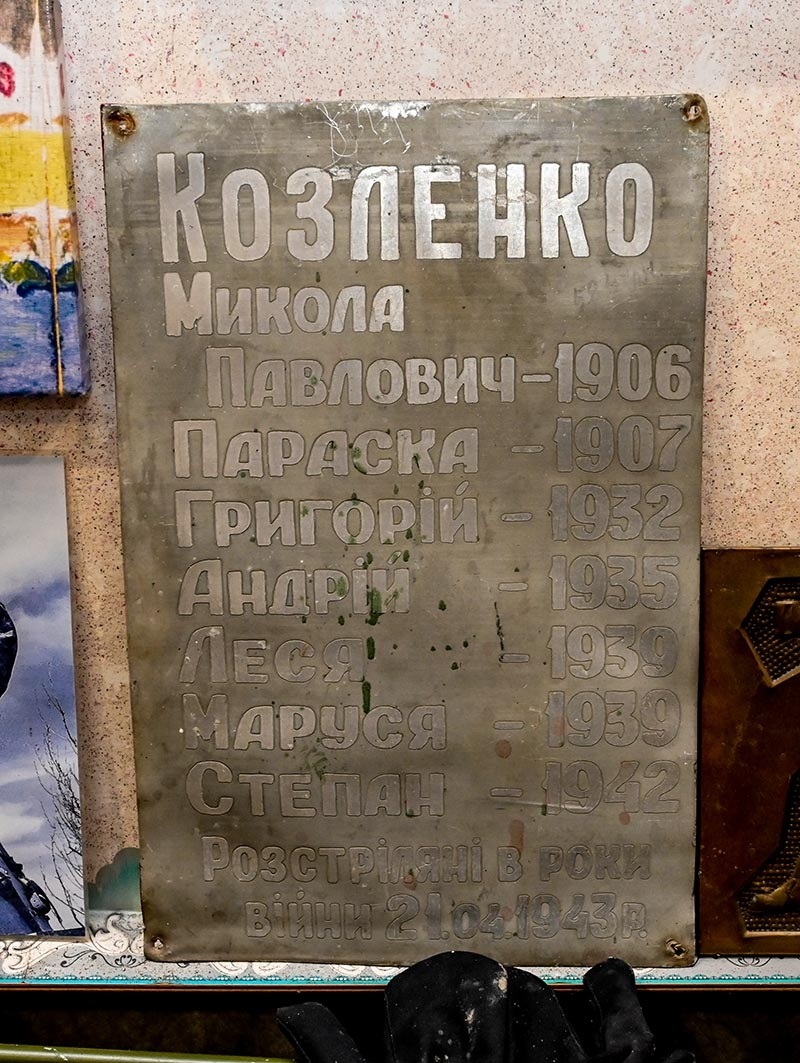 Козленко
Микола
Павлович - 1906
Параска - 1907
Григорій - 1932
Андрій - 1935
Леся - 1939
Маруся - 1939
Степан - 1942
Розстріляні в роки
війни 21.04.1943 р.